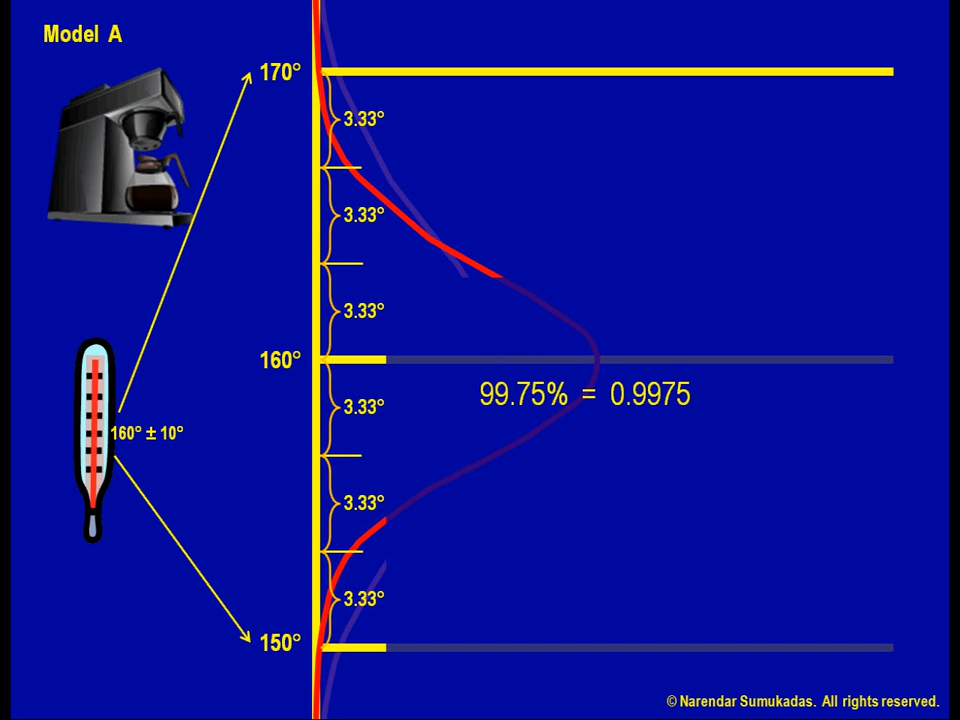 Model A
170°
3.33°
3.33°
3.33°
160°
99.75% = 0.9975
3.33°
160° ± 10°
3.33°
3.33°
150°
© Narendar Sumukadas. All rights reserved.